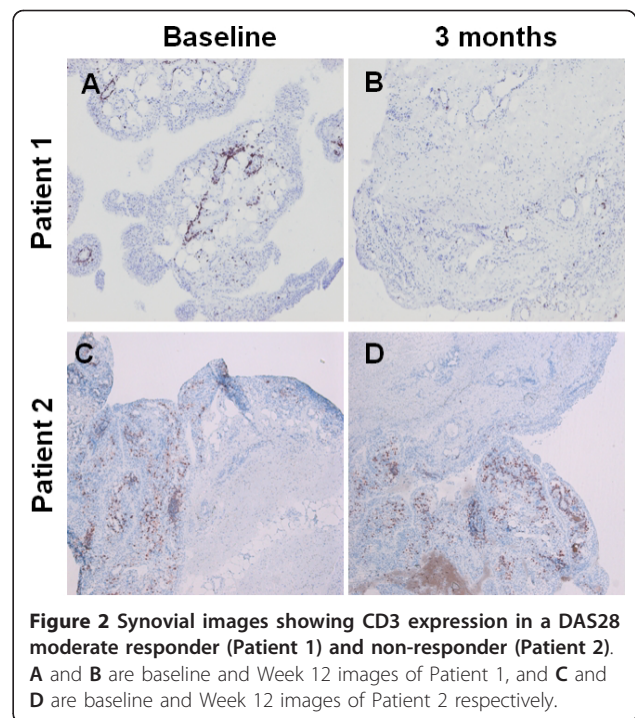 Baseline 3 months
Patient 1
A B
Patient 2
C D
Figure 2 Synovial images showing CD3 expression in a DAS28
moderate responder (Patient 1) and non-responder (Patient 2).
A and B are baseline and Week 12 images of Patient 1, and C and
D are baseline and Week 12 images of Patient 2 respectively.